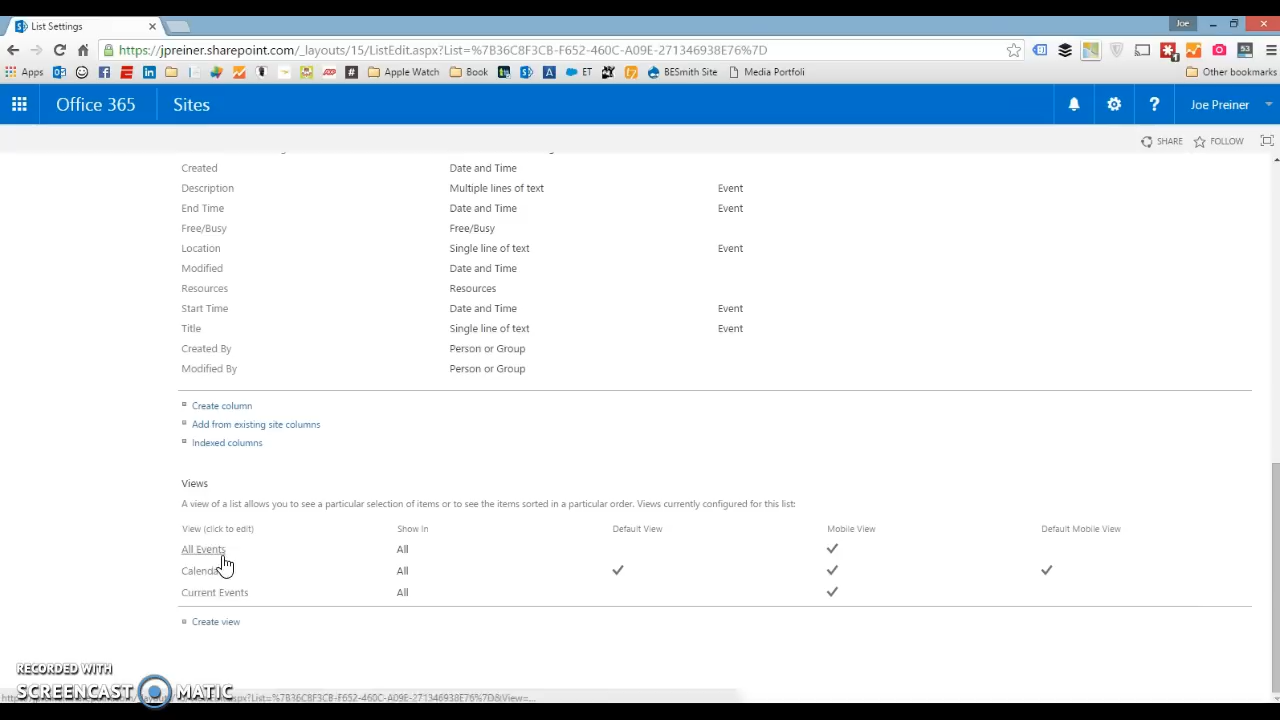 List Settings
Joe
https://jpreiner.sharepoint.com/_layouts/15/ListEdit.aspx?List=%7B36C8F3CB-F652-460C-A09E-271346938E76%7D
53
1
Apps
Apple Watch
Book
ET
BESmith Site
Media Portfoli
Other bookmarks
Office 365
Sites
?
Joe Preiner
SHARE
FOLLOW
Created Date and Time
Description Multiple lines of text Event
End Time Date and Time Event
Free/Busy Free/Busy
Location Single line of text Event
Modified Date and Time
Resources Resources
Start Time Date and Time Event
Title Single line of text Event
Created By Person or Group
Modified By Person or Group
Create column
Add from existing site columns
Indexed columns
Views
A view of a list allows you to see a particular selection of items or to see the items sorted in a particular order. Views currently configured for this list:
View (click to edit) Show In Default View Mobile View Default Mobile View
All Events All
Calenda All
Current Events All
Create view
RECORDED WITH
SCREENCAST MATIC